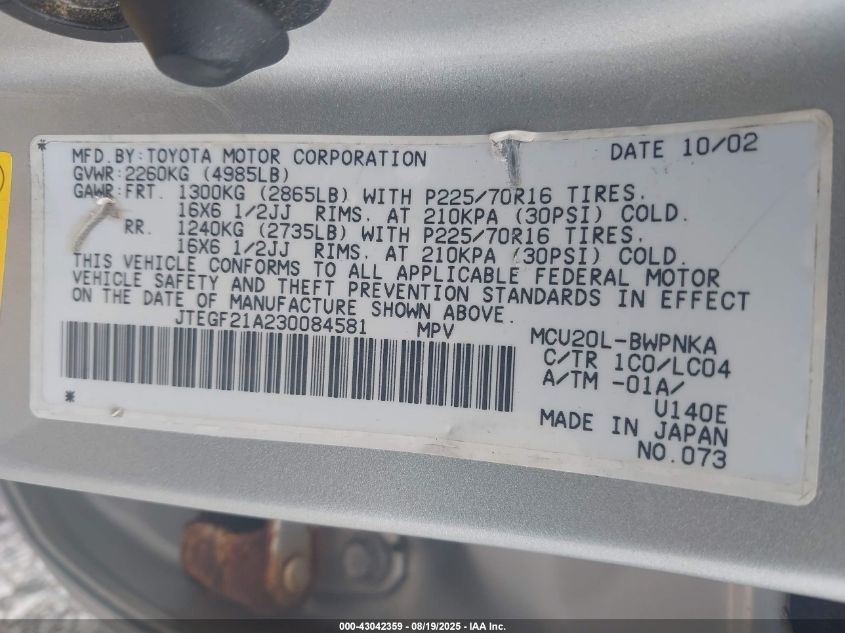 *
MFD.BY:TOYOTA MOTOR CORPORATION DATE 10/02
GVWR:2260KG (4985LB)
GAWR:FRT. 1300KG (2865LB) WITH P225/70R16 TIRES.
16X6 1/2JJ RIMS. AT 210KPA (30PSI) COLD.
RR. 1240KG (2735LB) WITH P225/70R16 TIRES.
16X6 1/2JJ RIMS. AT 210KPA (30PSI) COLD.
THIS VEHICLE CONFORMS TO ALL APPLICABLE FEDERAL MOTOR
VEHICLE SAFETY AND THEFT PREVENTION STANDARDS IN EFFECT
ON THE DATE OF MANUFACTURE SHOWN ABOVE.
JTEGF21A230084581 MPV
MCU20L-BWPNKA
C/TR 1C0/LC04
A/TM -01A/
U140E
MADE IN JAPAN
NO.073
*
000-43042359 - 08/19/2025 - IAA Inc.